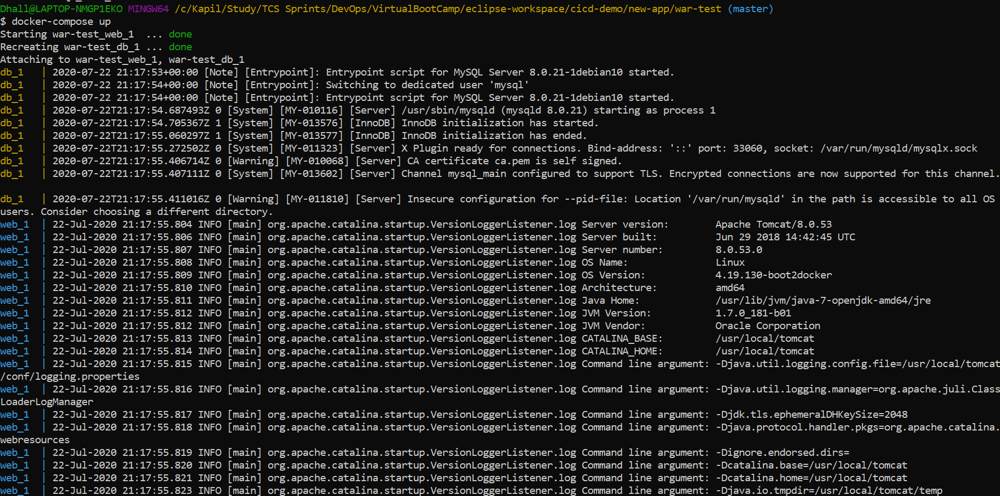 Dhall@LAPTOP-NMGP1EKO MINGW64 /c/Kapil/Study/TCS Sprints/DevOps/VirtualBootCamp/eclipse-workspace/cicd-demo/new-app/war-test (master)
$ docker-compose up
Starting war-test_web_1  ... done
Recreating war-test_db_1 ... done
Attaching to war-test_web_1, war-test_db_1
db_1   | 2020-07-22 21:17:53+00:00 [Note] [Entrypoint]: Entrypoint script for MySQL Server 8.0.21-1debian10 started.
db_1   | 2020-07-22 21:17:54+00:00 [Note] [Entrypoint]: Switching to dedicated user 'mysql'
db_1   | 2020-07-22 21:17:54+00:00 [Note] [Entrypoint]: Entrypoint script for MySQL Server 8.0.21-1debian10 started.
db_1   | 2020-07-22T21:17:54.687493Z 0 [System] [MY-010116] [Server] /usr/sbin/mysqld (mysqld 8.0.21) starting as process 1
db_1   | 2020-07-22T21:17:54.705367Z 1 [System] [MY-013576] [InnoDB] InnoDB initialization has started.
db_1   | 2020-07-22T21:17:55.060297Z 1 [System] [MY-013577] [InnoDB] InnoDB initialization has ended.
db_1   | 2020-07-22T21:17:55.272502Z 0 [System] [MY-011323] [Server] X Plugin ready for connections. Bind-address: '::' port: 33060, socket: /var/run/mysqld/mysqlx.sock
db_1   | 2020-07-22T21:17:55.406714Z 0 [Warning] [MY-010068] [Server] CA certificate ca.pem is self signed.
db_1   | 2020-07-22T21:17:55.407111Z 0 [System] [MY-013602] [Server] Channel mysql_main configured to support TLS. Encrypted connections are now supported for this channel.
db_1   | 2020-07-22T21:17:55.411016Z 0 [Warning] [MY-011810] [Server] Insecure configuration for --pid-file: Location '/var/run/mysqld' in the path is accessible to all OS
users. Consider choosing a different directory.
web_1  | 22-Jul-2020 21:17:55.804 INFO [main] org.apache.catalina.startup.VersionLoggerListener.log Server version:        Apache Tomcat/8.0.53
web_1  | 22-Jul-2020 21:17:55.806 INFO [main] org.apache.catalina.startup.VersionLoggerListener.log Server built:          Jun 29 2018 14:42:45 UTC
web_1  | 22-Jul-2020 21:17:55.807 INFO [main] org.apache.catalina.startup.VersionLoggerListener.log Server number:         8.0.53.0
web_1  | 22-Jul-2020 21:17:55.808 INFO [main] org.apache.catalina.startup.VersionLoggerListener.log OS Name:               Linux
web_1  | 22-Jul-2020 21:17:55.809 INFO [main] org.apache.catalina.startup.VersionLoggerListener.log OS Version:            4.19.130-boot2docker
web_1  | 22-Jul-2020 21:17:55.810 INFO [main] org.apache.catalina.startup.VersionLoggerListener.log Architecture:          amd64
web_1  | 22-Jul-2020 21:17:55.811 INFO [main] org.apache.catalina.startup.VersionLoggerListener.log Java Home:             /usr/lib/jvm/java-7-openjdk-amd64/jre
web_1  | 22-Jul-2020 21:17:55.812 INFO [main] org.apache.catalina.startup.VersionLoggerListener.log JVM Version:           1.7.0_181-b01
web_1  | 22-Jul-2020 21:17:55.812 INFO [main] org.apache.catalina.startup.VersionLoggerListener.log JVM Vendor:            Oracle Corporation
web_1  | 22-Jul-2020 21:17:55.813 INFO [main] org.apache.catalina.startup.VersionLoggerListener.log CATALINA_BASE:         /usr/local/tomcat
web_1  | 22-Jul-2020 21:17:55.814 INFO [main] org.apache.catalina.startup.VersionLoggerListener.log CATALINA_HOME:         /usr/local/tomcat
web_1  | 22-Jul-2020 21:17:55.815 INFO [main] org.apache.catalina.startup.VersionLoggerListener.log Command line argument: -Djava.util.logging.config.file=/usr/local/tomcat
/conf/logging.properties
web_1  | 22-Jul-2020 21:17:55.816 INFO [main] org.apache.catalina.startup.VersionLoggerListener.log Command line argument: -Djava.util.logging.manager=org.apache.juli.Class
LoaderLogManager
web_1  | 22-Jul-2020 21:17:55.817 INFO [main] org.apache.catalina.startup.VersionLoggerListener.log Command line argument: -Djdk.tls.ephemeralDHKeySize=2048
web_1  | 22-Jul-2020 21:17:55.818 INFO [main] org.apache.catalina.startup.VersionLoggerListener.log Command line argument: -Djava.protocol.handler.pkgs=org.apache.catalina.
webresources
web_1  | 22-Jul-2020 21:17:55.819 INFO [main] org.apache.catalina.startup.VersionLoggerListener.log Command line argument: -Dignore.endorsed.dirs=
web_1  | 22-Jul-2020 21:17:55.820 INFO [main] org.apache.catalina.startup.VersionLoggerListener.log Command line argument: -Dcatalina.base=/usr/local/tomcat
web_1  | 22-Jul-2020 21:17:55.821 INFO [main] org.apache.catalina.startup.VersionLoggerListener.log Command line argument: -Dcatalina.home=/usr/local/tomcat
web_1  | 22-Jul-2020 21:17:55.823 INFO [main] org.apache.catalina.startup.VersionLoggerListener.log Command line argument: -Djava.io.tmpdir=/usr/local/tomcat/temp